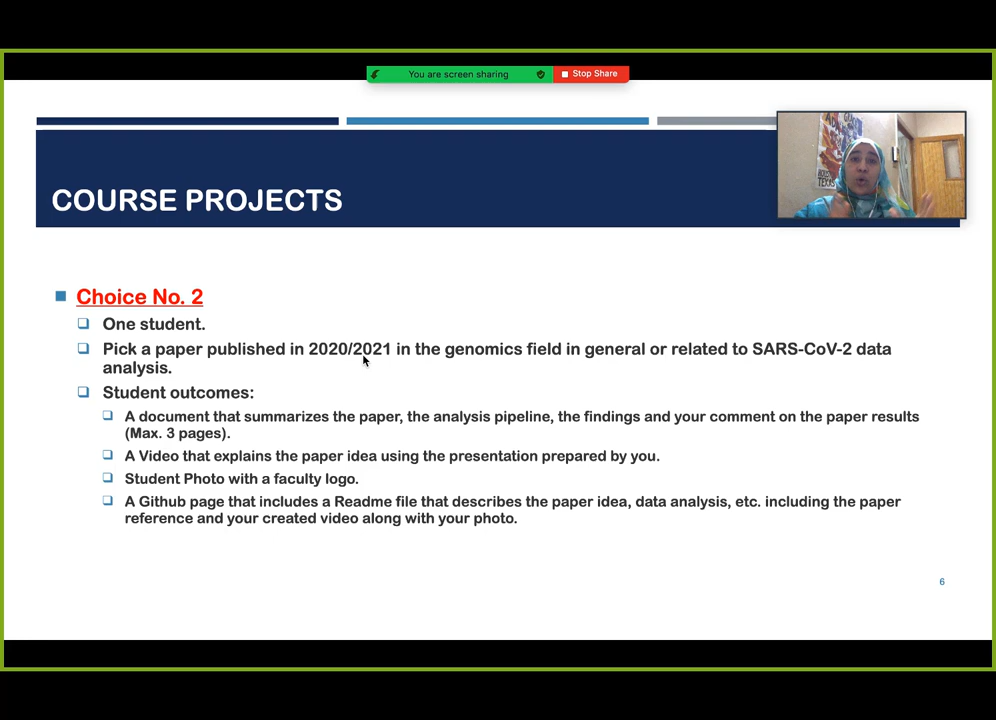 You are screen sharing
Stop Share
COURSE PROJECTS
Choice No. 2
One student.
Pick a paper published in 2020/2021 in the genomics field in general or related to SARS-CoV-2 data
analysis.
Student outcomes:
A document that summarizes the paper, the analysis pipeline, the findings and your comment on the paper results
(Max. 3 pages).
A Video that explains the paper idea using the presentation prepared by you.
Student Photo with a faculty logo.
A Github page that includes a Readme file that describes the paper idea, data analysis, etc. including the paper
reference and your created video along with your photo.
6